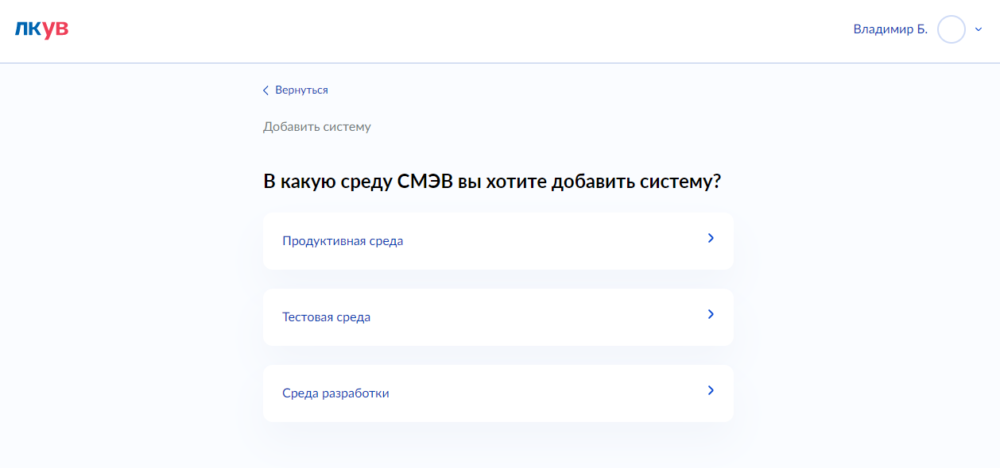 лкув
Владимир Б.
Вернуться
Добавить систему
В какую среду СМЭВ вы хотите добавить систему?
Продуктивная среда
Тестовая среда
Среда разработки